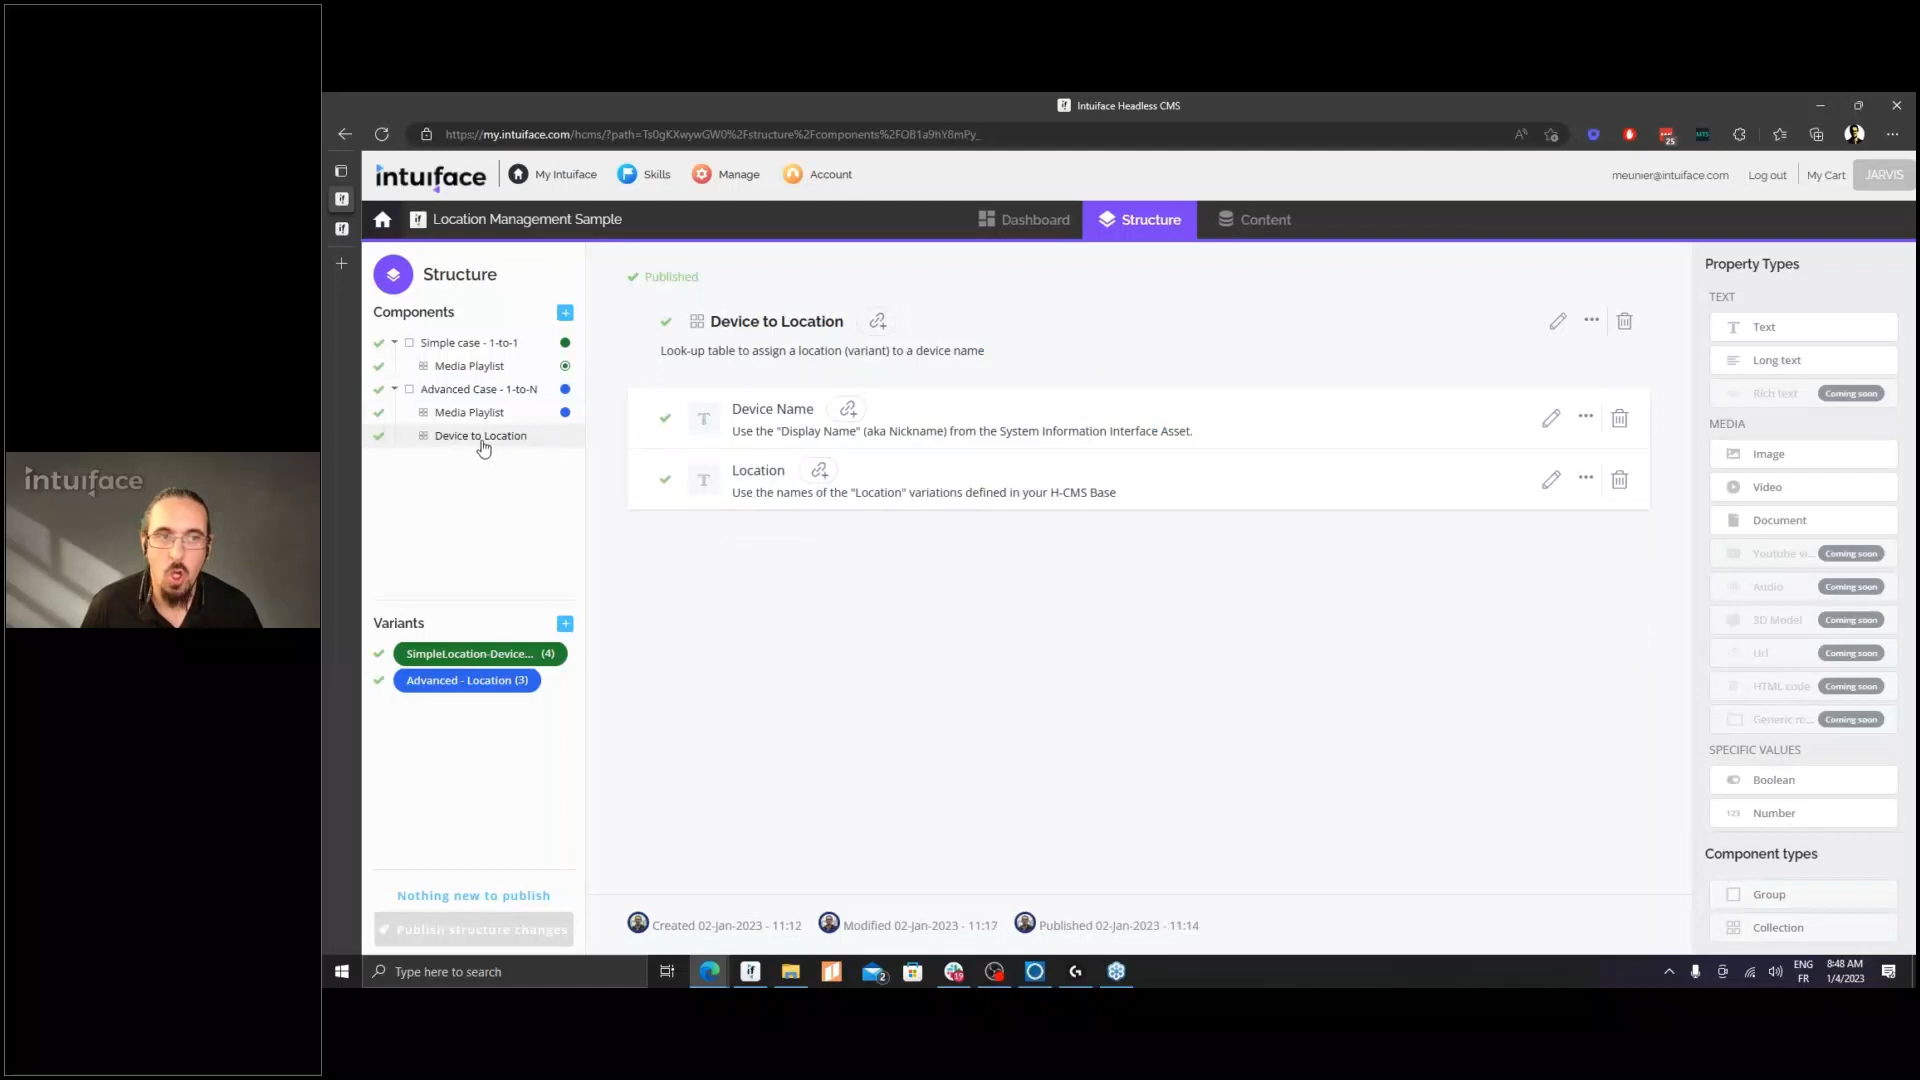 Intuiface Headless CMS
https://my.intuiface.com/hcms/?path=Ts0gKXwywGW0%2Fstructure%2Fcomponents%2FOB1a9hY8mPy_
25
intuıface
My Intuiface
Skills
Manage
Account
meunier@intuiface.com
Log out
My Cart
JARVIS
Location Management Sample
Dashboard
Structure
Content
Structure
Components
Simple case - 1-to-1
Media Playlist
Advanced Case - 1-to-N
Media Playlist
Device to Location
Variants
SimpleLocation-Device... (4)
Advanced - Location (3)
Nothing new to publish
Publish structure changes
Published
Device to Location
Look-up table to assign a location (variant) to a device name
Device Name
Use the "Display Name" (aka Nickname) from the System Information Interface Asset.
Location
Use the names of the "Location" variations defined in your H-CMS Base
Created 02-Jan-2023 - 11:12
Modified 02-Jan-2023 - 11:17
Published 02-Jan-2023 - 11:14
Property Types
TEXT
Text
Long text
Rich text Coming soon
MEDIA
Image
Video
Document
Youtube vi... Coming soon
Audio Coming soon
3D Model Coming soon
Url Coming soon
HTML code Coming soon
Generic m... Coming soon
SPECIFIC VALUES
Boolean
123 Number
Component types
Group
Collection
intuıface
Type here to search
2
19
ENG
FR
8:48 AM
1/4/2023